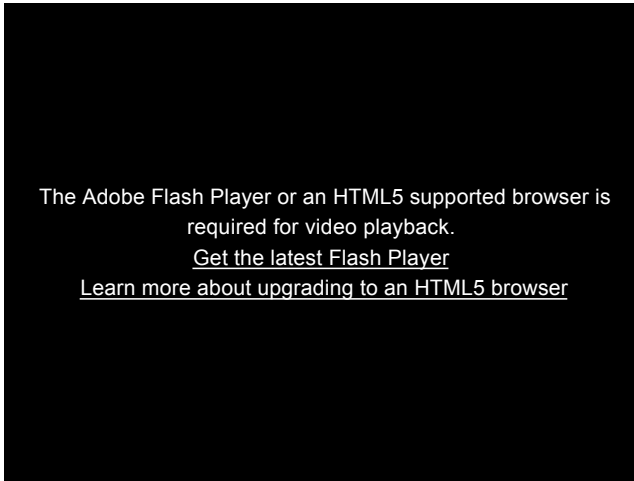 The Adobe Flash Player or an HTML5 supported browser is
required for video playback.
Get the latest Flash Player
Learn more about upgrading to an HTML5 browser